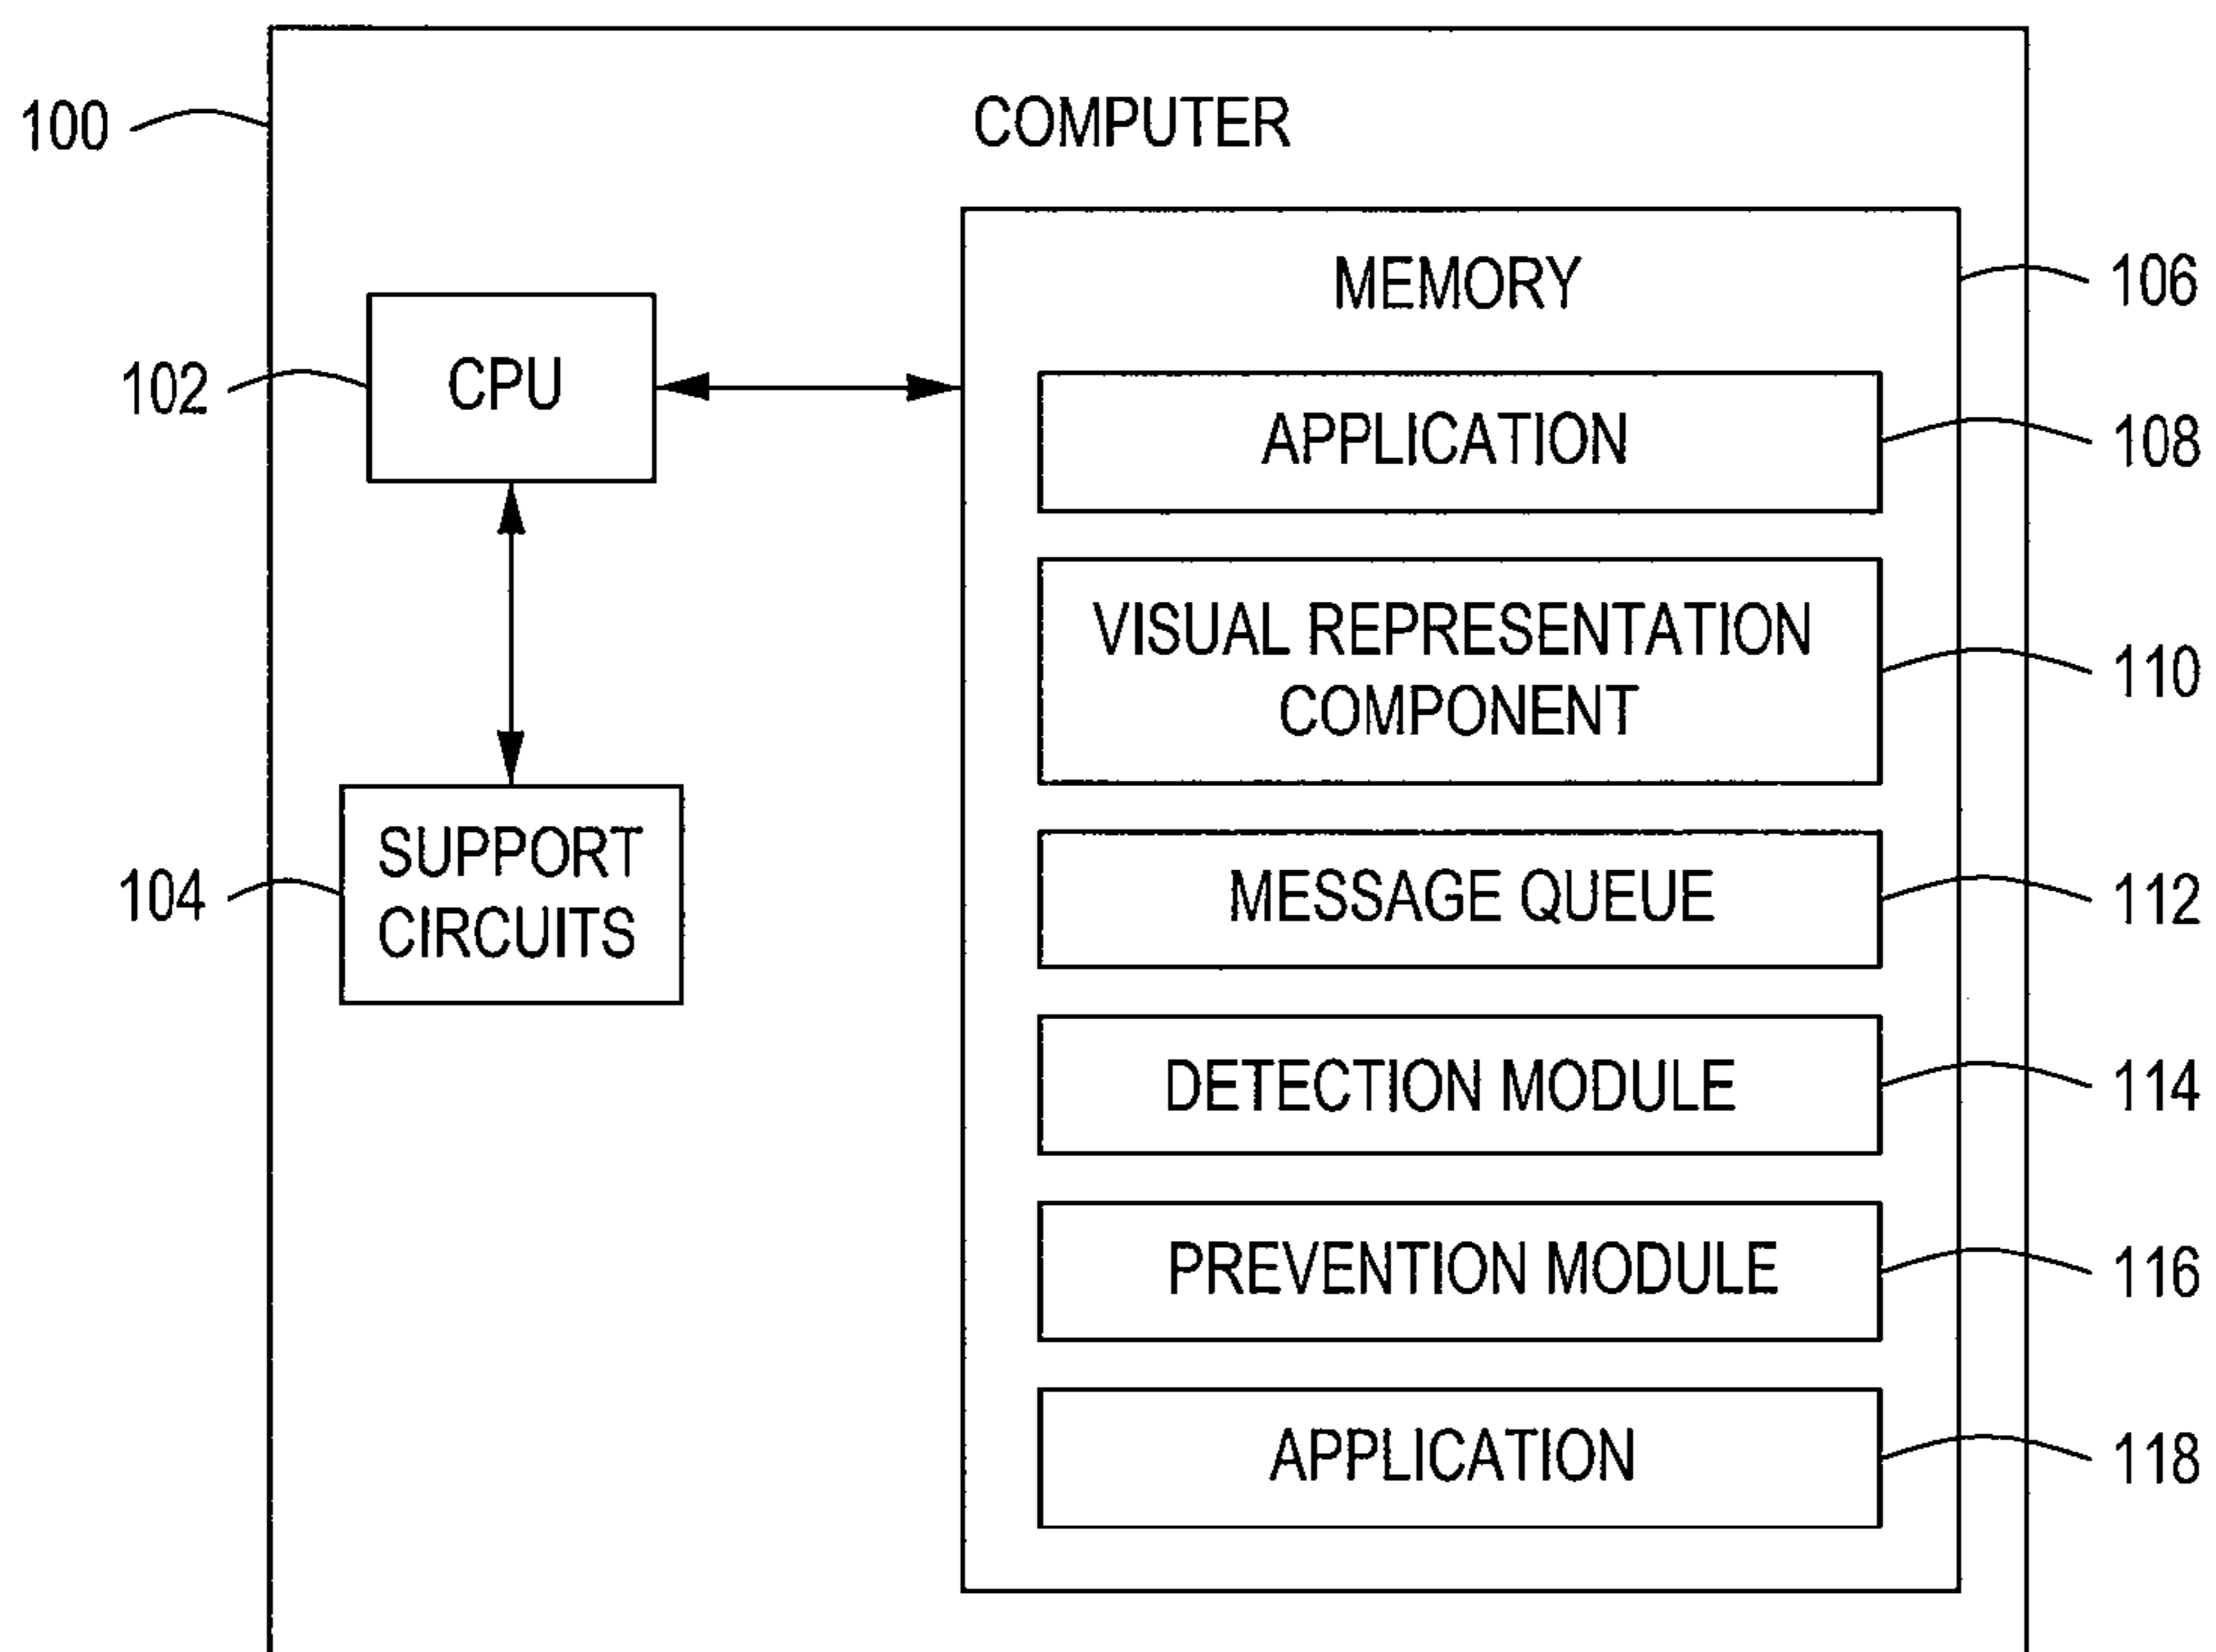 100
COMPUTER
MEMORY
106
102
CPU
APPLICATION
108
VISUAL REPRESENTATION
COMPONENT
110
104
SUPPORT
CIRCUITS
MESSAGE QUEUE
112
DETECTION MODULE
114
PREVENTION MODULE
116
APPLICATION
118